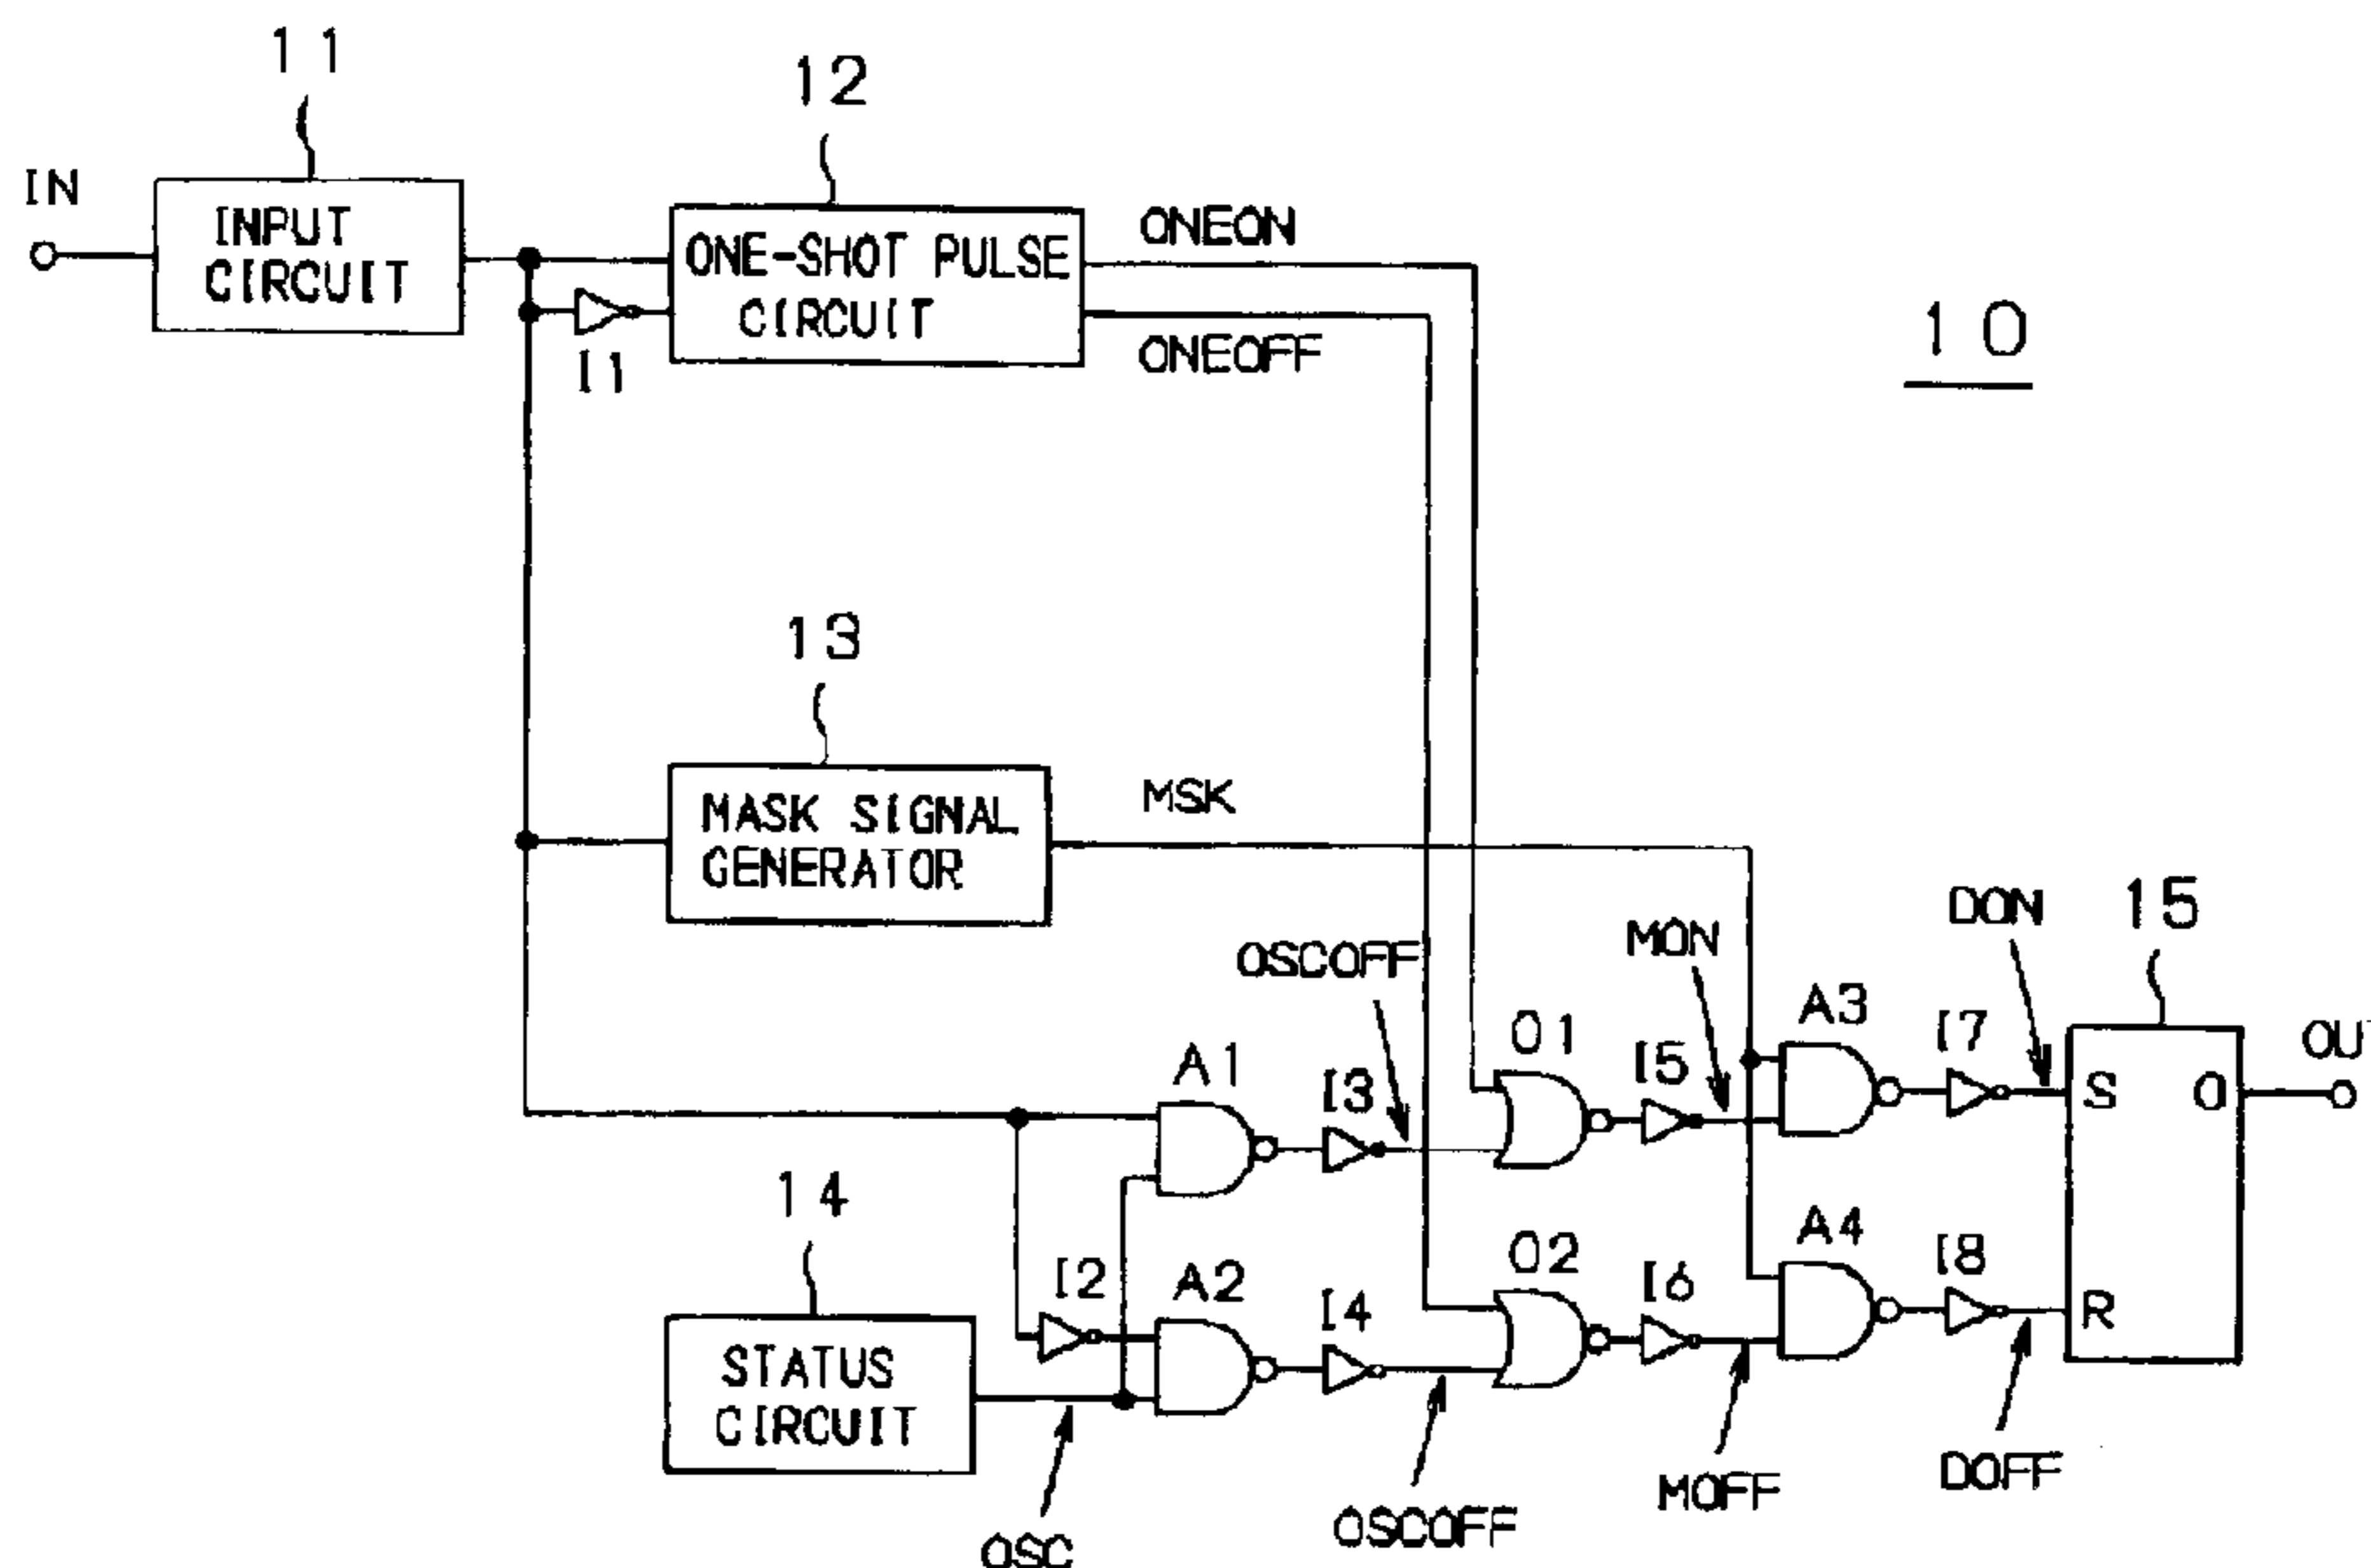 11
12
IN
INPUT
CIRCUIT
ONE-SHOT PULSE
CIRCUIT
ONEON
ONEOFF
I1
10
13
MASK SIGNAL
GENERATOR
MSK
OSCOFF
MON
DON
15
A1
I3
O1
I5
A3
I7
S
O
OU
14
STATUS
CIRCUIT
I2
A2
I4
O2
I6
A4
I8
R
OSC
OSCOFF
MOFF
DOFF